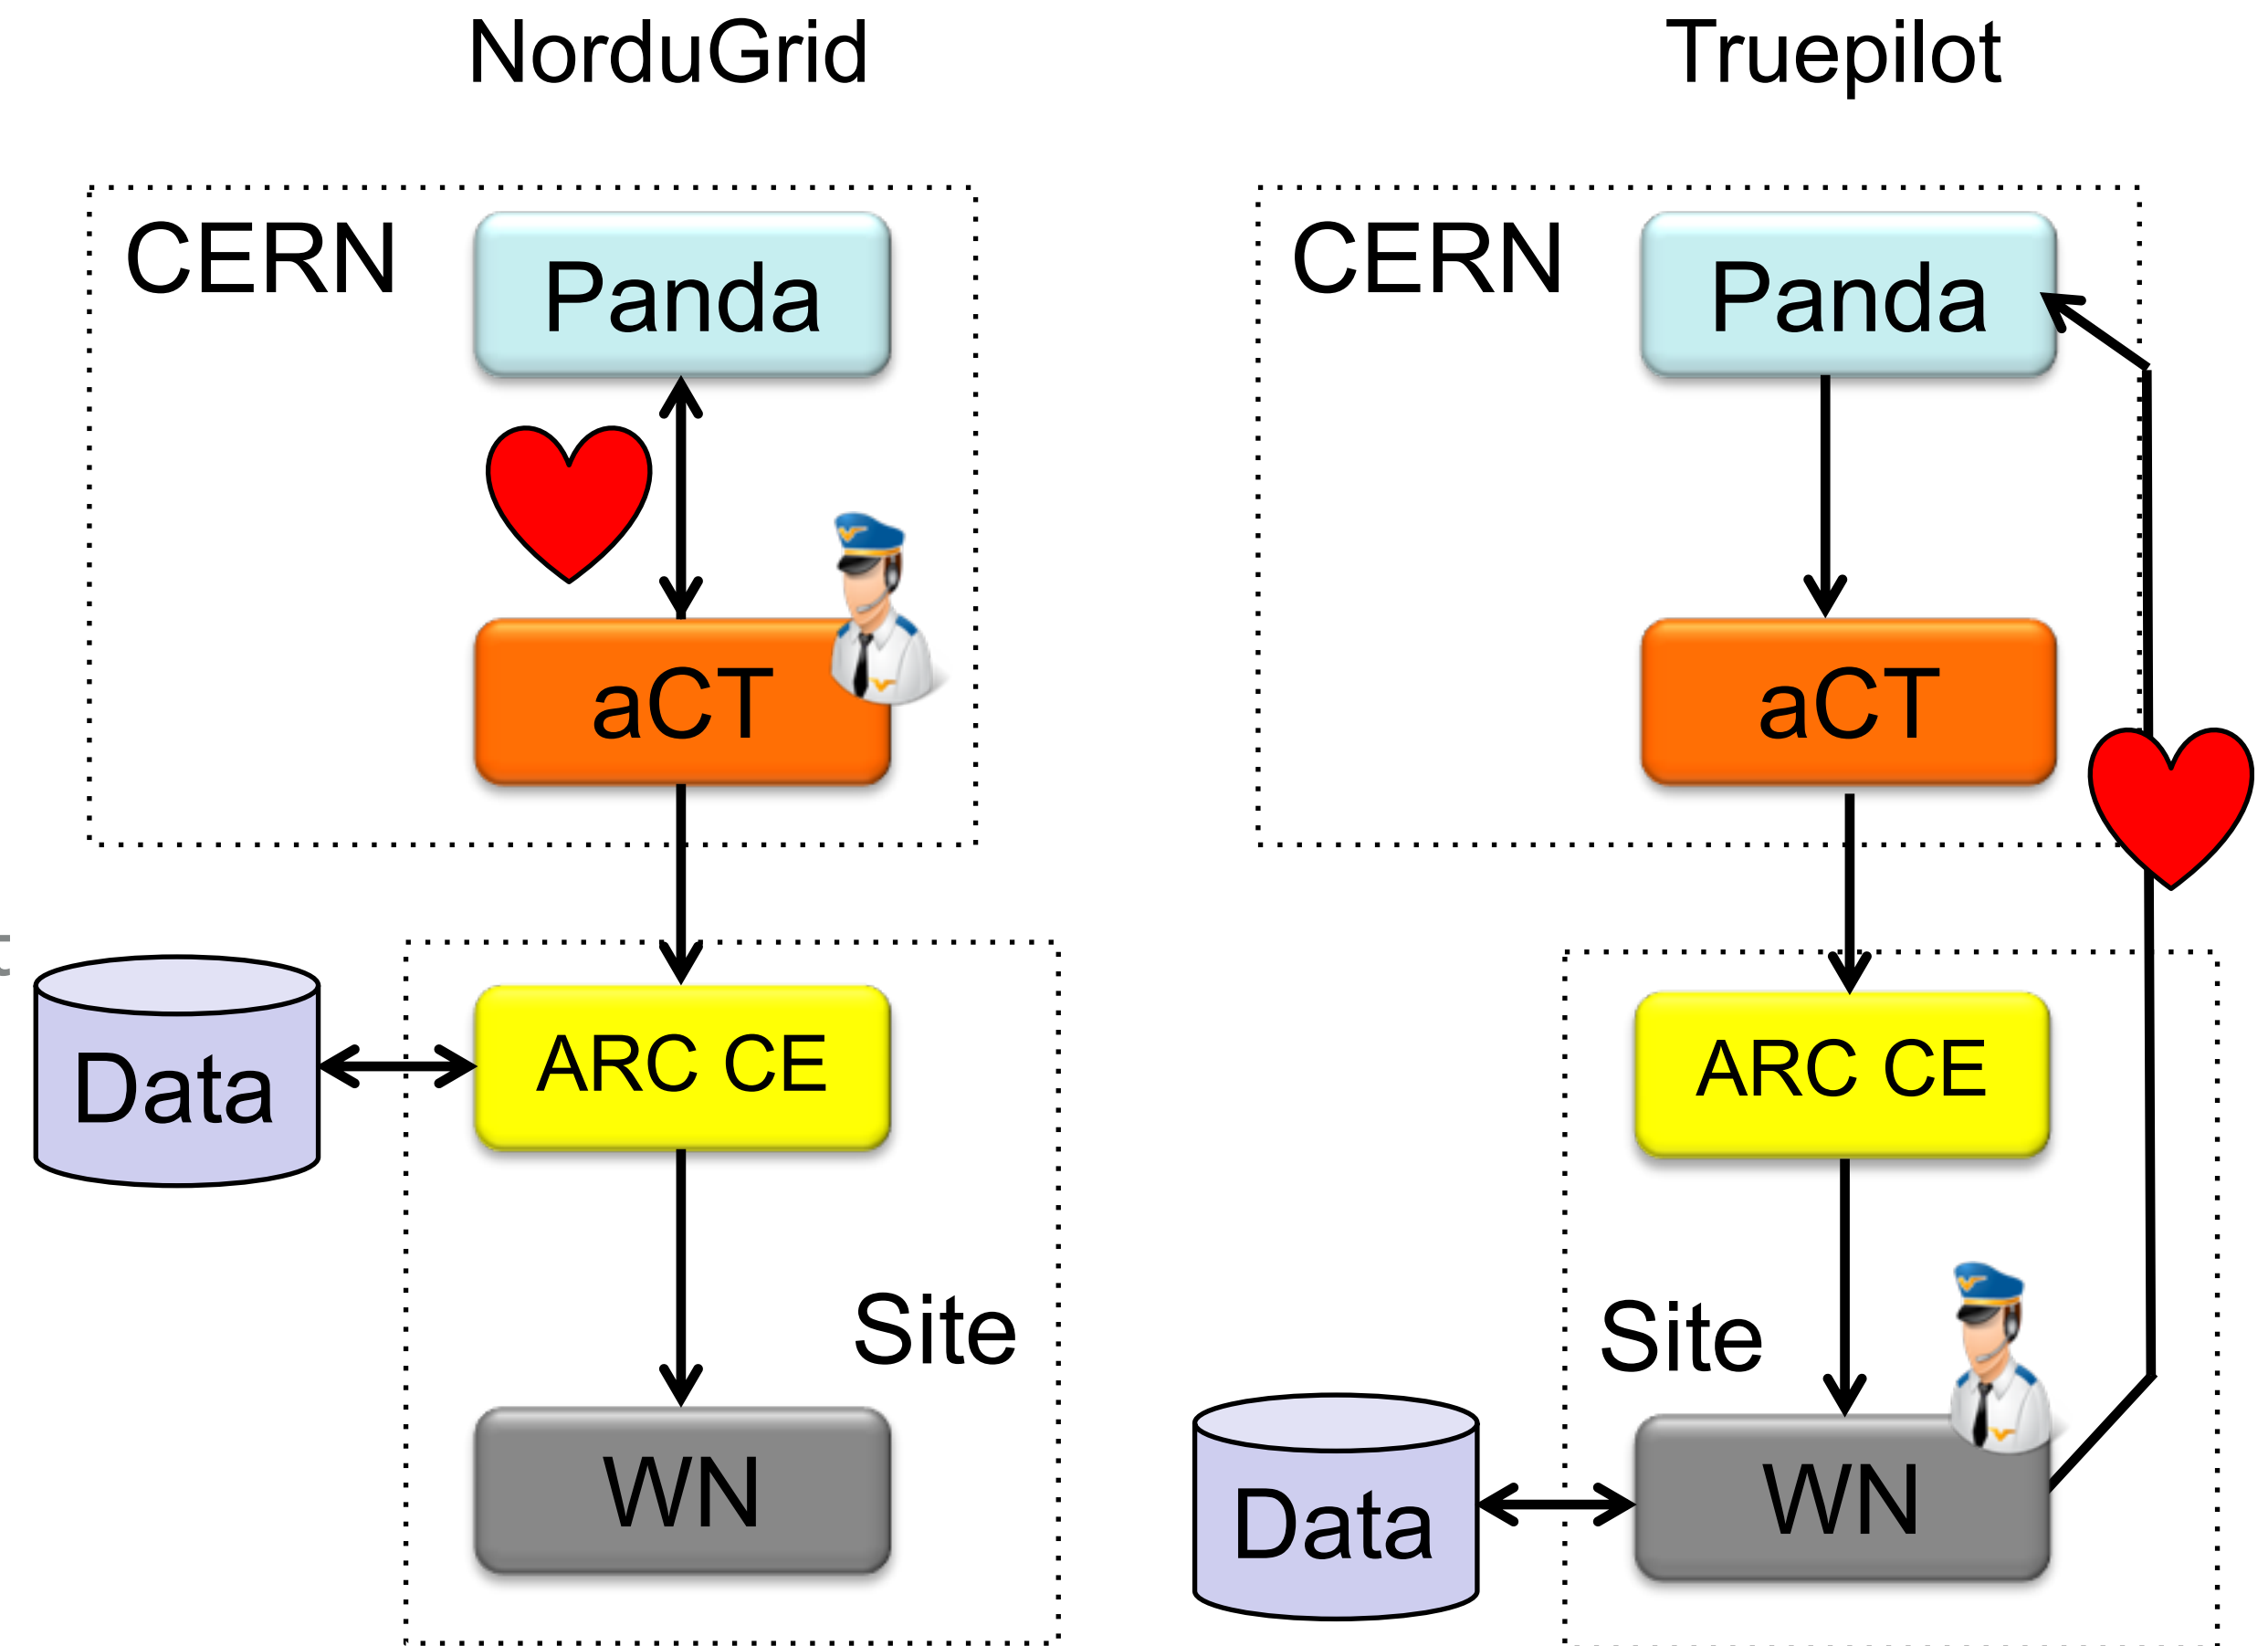 NorduGrid
CERN
Panda
aCT
Data
ARC CE
Site
WN
Truepilot
CERN
Panda
aCT
ARC CE
Site
Data
WN